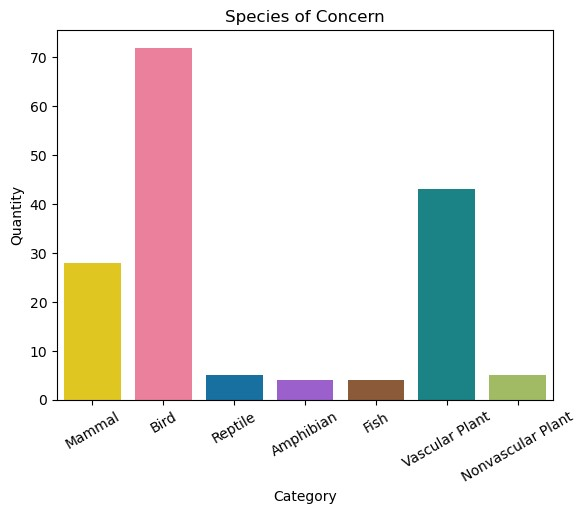 Species of Concern
Quantity
70
60
50
40
30
20
10
0
Mammal
Bird
Reptile
Amphibian
Fish
Vascular Plant
Nonvascular Plant
Category